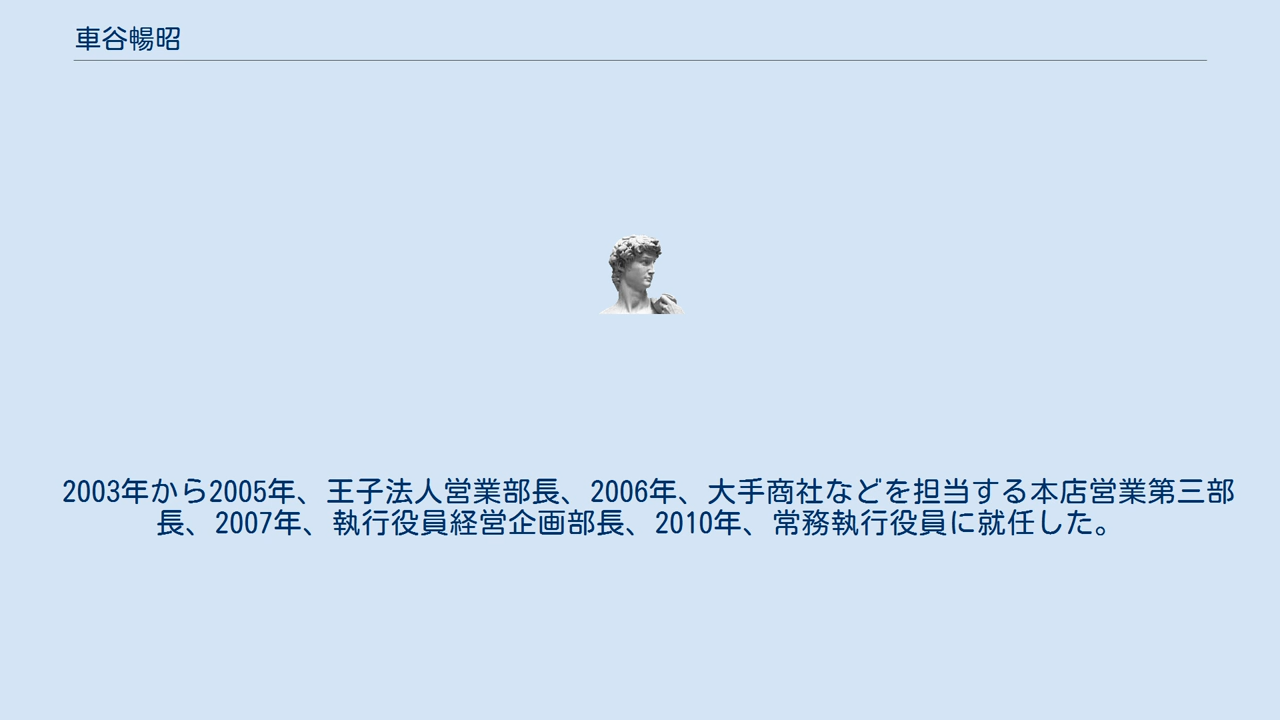 車谷暢昭
2003年から2005年、王子法人営業部長、2006年、大手商社などを担当する本店営業第三部
長、2007年、執行役員経営企画部長、2010年、常務執行役員に就任した。